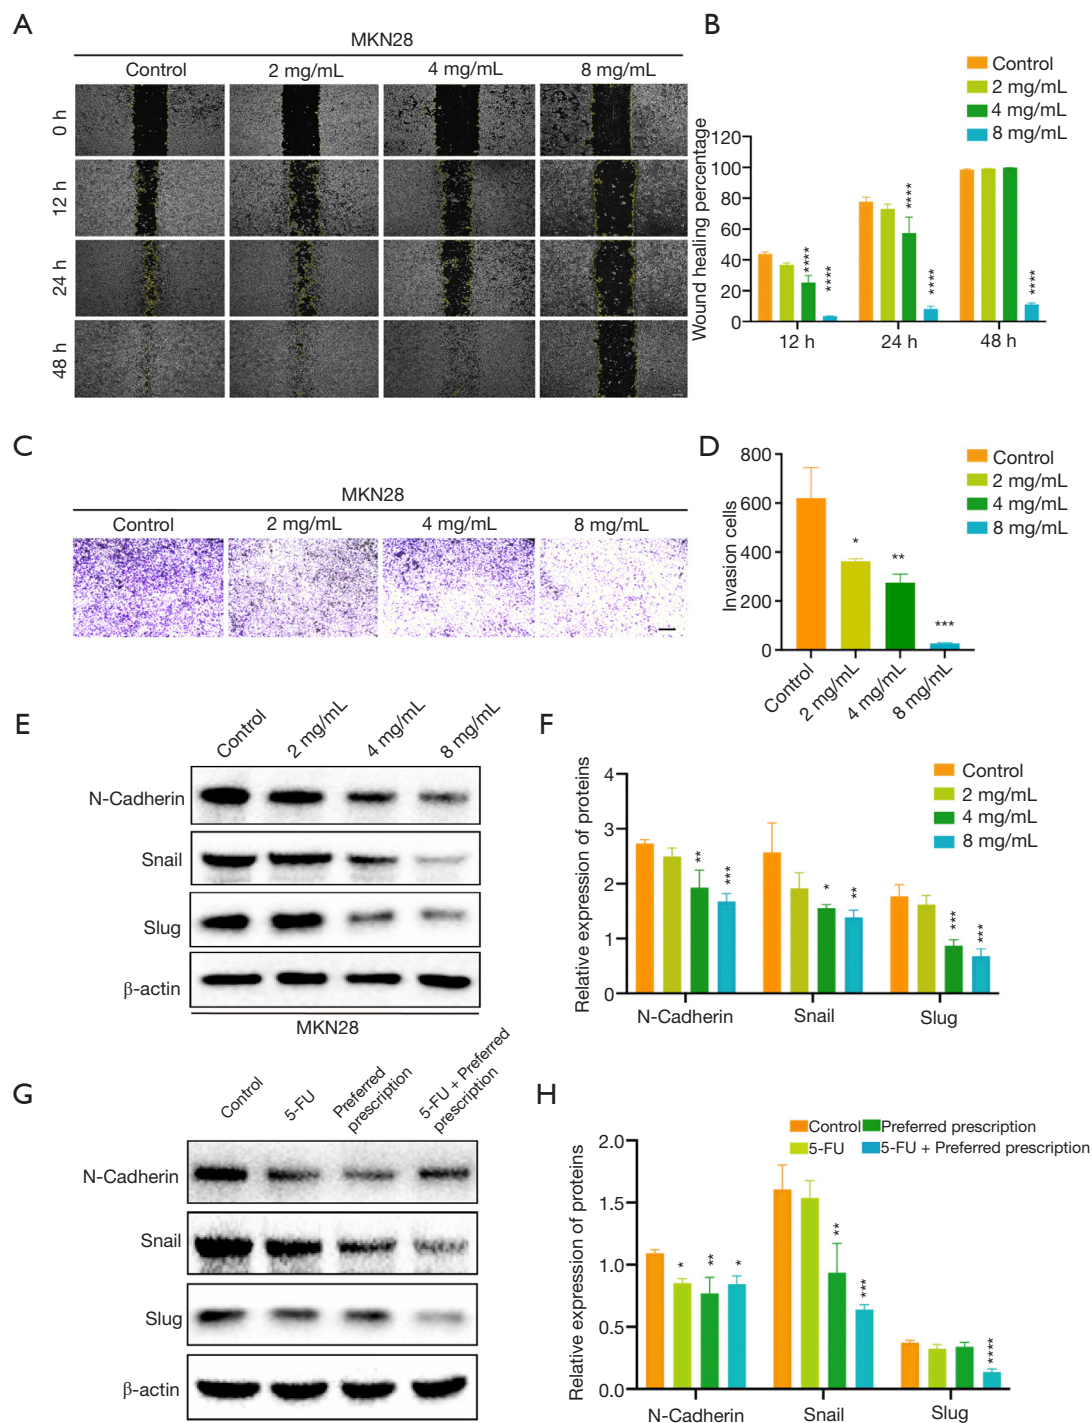 A
MKN28
Control 2 mg/mL 4 mg/mL 8 mg/mL
0 h
12 h
24 h
48 h
B
Control
2 mg/mL
4 mg/mL
8 mg/mL
Wound healing percentage
120
100
80
60
40
20
0
**** **** **** **** ****
12 h 24 h 48 h
C
MKN28
Control 2 mg/mL 4 mg/mL 8 mg/mL
D
Control
2 mg/mL
4 mg/mL
8 mg/mL
Invasion cells
800
600
400
200
0
* ** ***
Control 2 mg/mL 4 mg/mL 8 mg/mL
E
Control 2 mg/mL 4 mg/mL 8 mg/mL
N-Cadherin
Snail
Slug
β-actin
MKN28
F
Control
2 mg/mL
4 mg/mL
8 mg/mL
Relative expression of proteins
4
3
2
1
0
** *** * ** *** ***
N-Cadherin Snail Slug
G
Control 5-FU Preferred prescription 5-FU + Preferred prescription
N-Cadherin
Snail
Slug
β-actin
H
Control Preferred prescription
5-FU 5-FU + Preferred prescription
Relative expression of proteins
2.0
1.5
1.0
0.5
0.0
* ** * ** *** ****
N-Cadherin Snail Slug